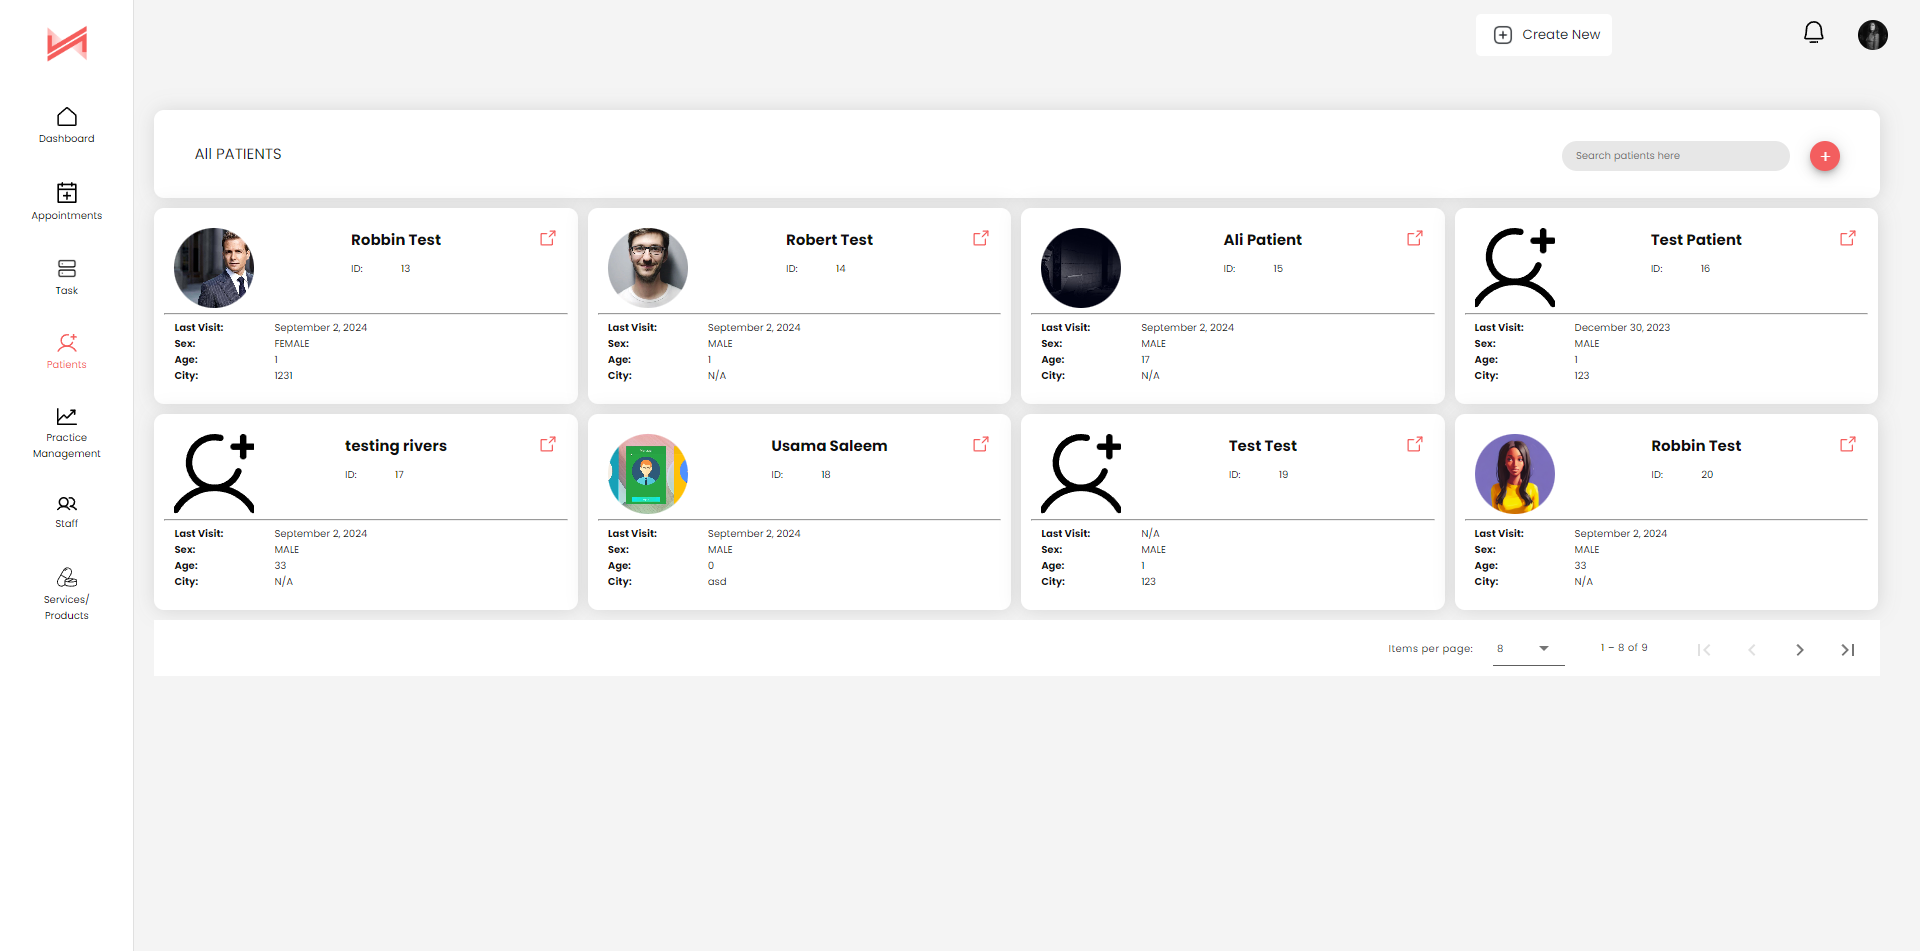 Create New
Dashboard
Appointments
Task
Patients
Practice
Management
Staff
Services/
Products
All PATIENTS
Search patients here
Robbin Test
ID: 13
Last Visit: September 2, 2024
Sex: FEMALE
Age: 1
City: 1231
Robert Test
ID: 14
Last Visit: September 2, 2024
Sex: MALE
Age: 1
City: N/A
Ali Patient
ID: 15
Last Visit: September 2, 2024
Sex: MALE
Age: 17
City: N/A
Test Patient
ID: 16
Last Visit: December 30, 2023
Sex: MALE
Age: 1
City: 123
testing rivers
ID: 17
Last Visit: September 2, 2024
Sex: MALE
Age: 33
City: N/A
Usama Saleem
ID: 18
Last Visit: September 2, 2024
Sex: MALE
Age: 0
City: asd
Test Test
ID: 19
Last Visit: N/A
Sex: MALE
Age: 1
City: 123
Robbin Test
ID: 20
Last Visit: September 2, 2024
Sex: MALE
Age: 33
City: N/A
Items per page: 8
1 – 8 of 9